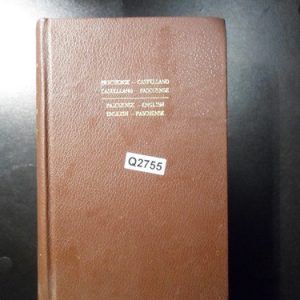 PASCUENSE - CASTELLANO
CASTELLANO - PASCUENSE
PASCUENSE - ENGLISH
ENGLISH - PASCUENSE
Q2755